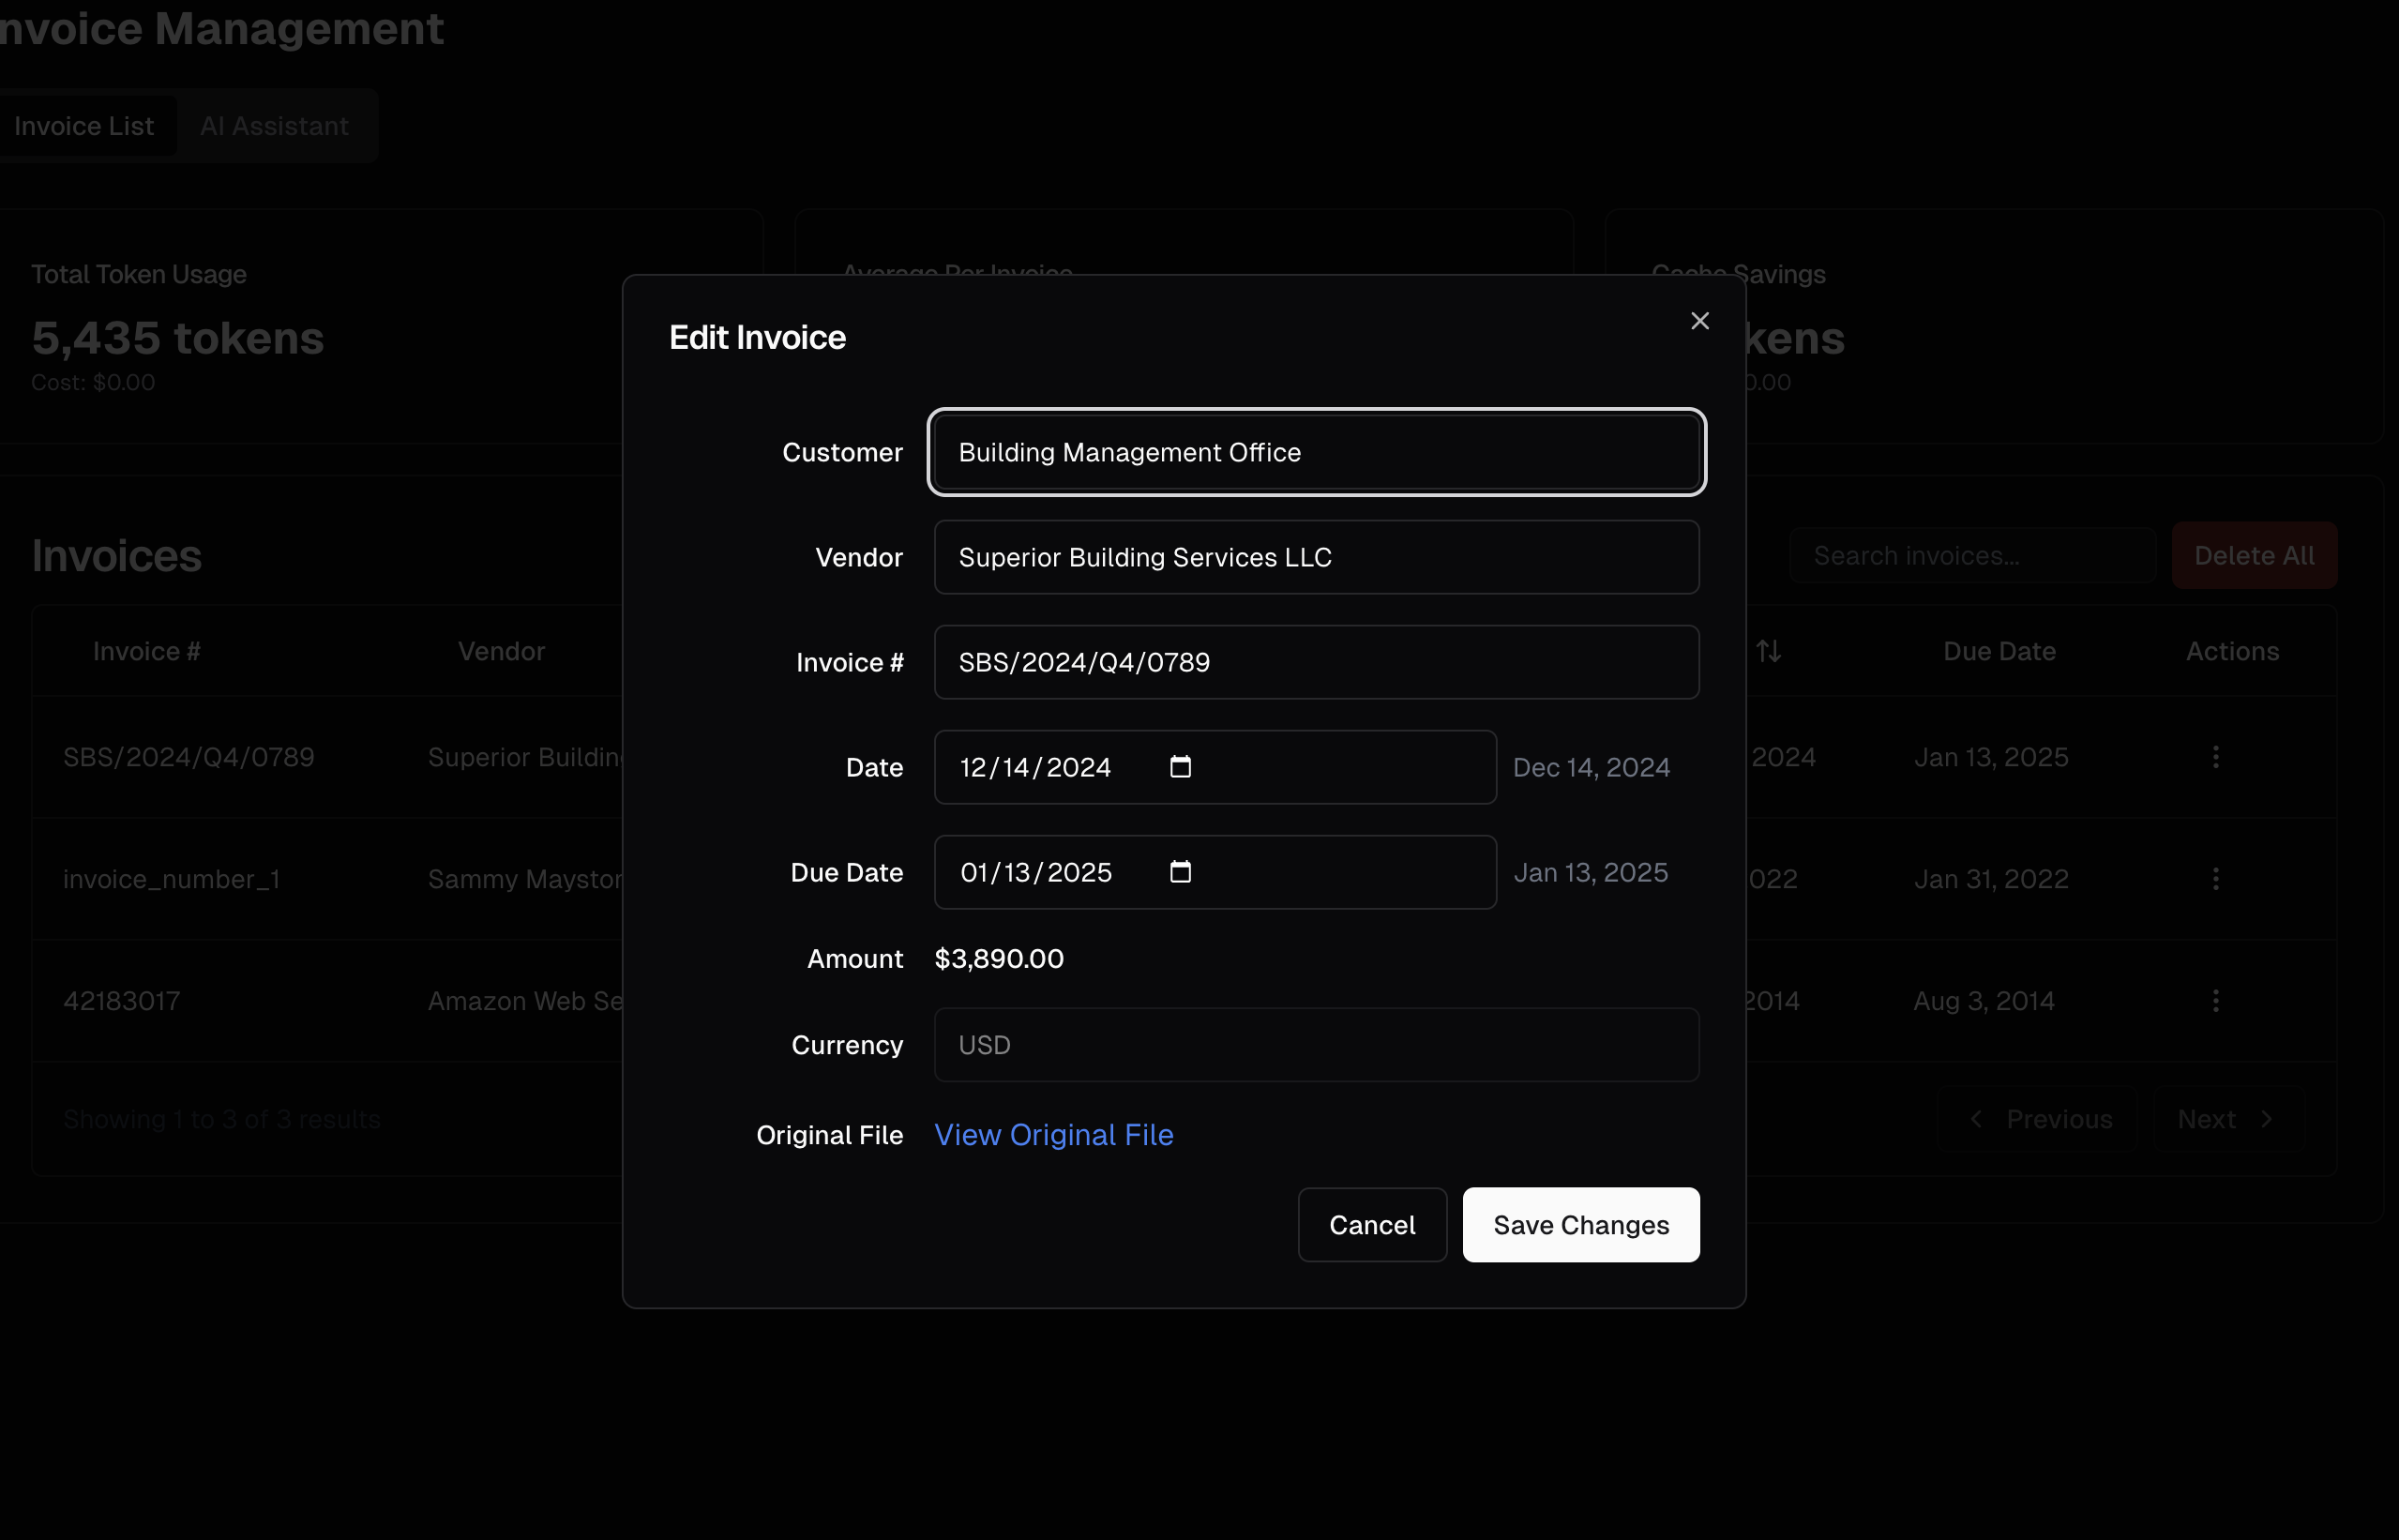 nvoice Management
Invoice List
AI Assistant
Total Token Usage
5,435 tokens
Cost: $0.00
Average Per Invoice
Cache Savings
kens
0.00
Invoices
Search invoices...
Delete All
Invoice #
Vendor
Due Date
Actions
SBS/2024/Q4/0789
Superior Building
2024
Jan 13, 2025
invoice_number_1
Sammy Mayston
022
Jan 31, 2022
42183017
Amazon Web Se
2014
Aug 3, 2014
Showing 1 to 3 of 3 results
Previous
Next
Edit Invoice
Customer
Building Management Office
Vendor
Superior Building Services LLC
Invoice #
SBS/2024/Q4/0789
Date
12/14/2024
Dec 14, 2024
Due Date
01/13/2025
Jan 13, 2025
Amount
$3,890.00
Currency
USD
Original File
View Original File
Cancel
Save Changes